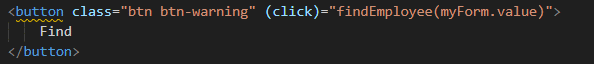 <button class="btn btn-warning" (click)="findEmployee(myForm.value)">
Find
</button>